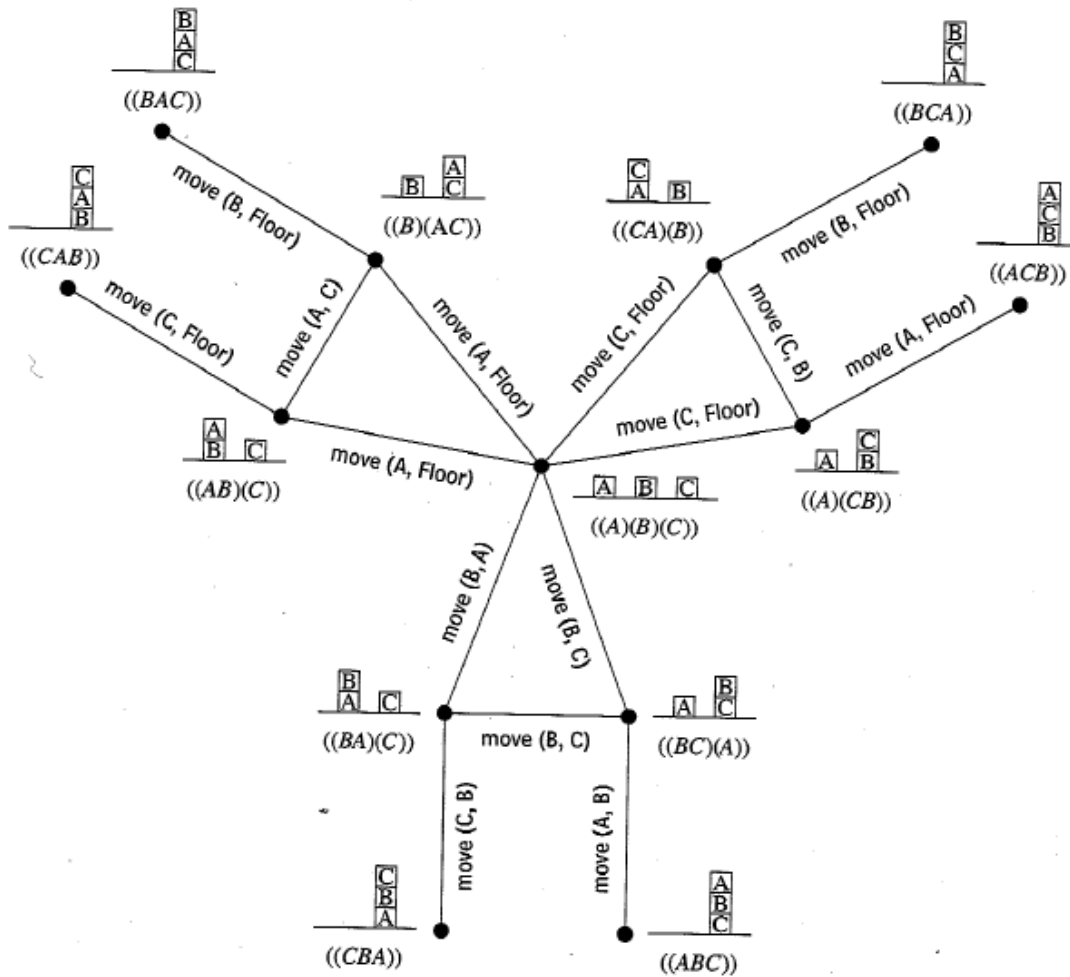 B
A
C
((BAC))
B
C
A
((BCA))
C
A
B
((CAB))
move (B, Floor)
B
A
C
((B)(AC))
C
A
B
((CA)(B))
move (B, Floor)
A
C
B
((ACB))
move (C, Floor)
move (A, C)
move (A, Floor)
move (C, Floor)
move (C, B)
move (A, Floor)
A
B
C
((AB)(C))
move (A, Floor)
move (C, Floor)
A
B
C
((A)(B)(C))
A
C
B
((A)(CB))
move (B, A)
move (B, C)
B
A
C
((BA)(C))
move (B, C)
A
B
C
((BC)(A))
move (C, B)
move (A, B)
C
B
A
((CBA))
A
B
C
((ABC))